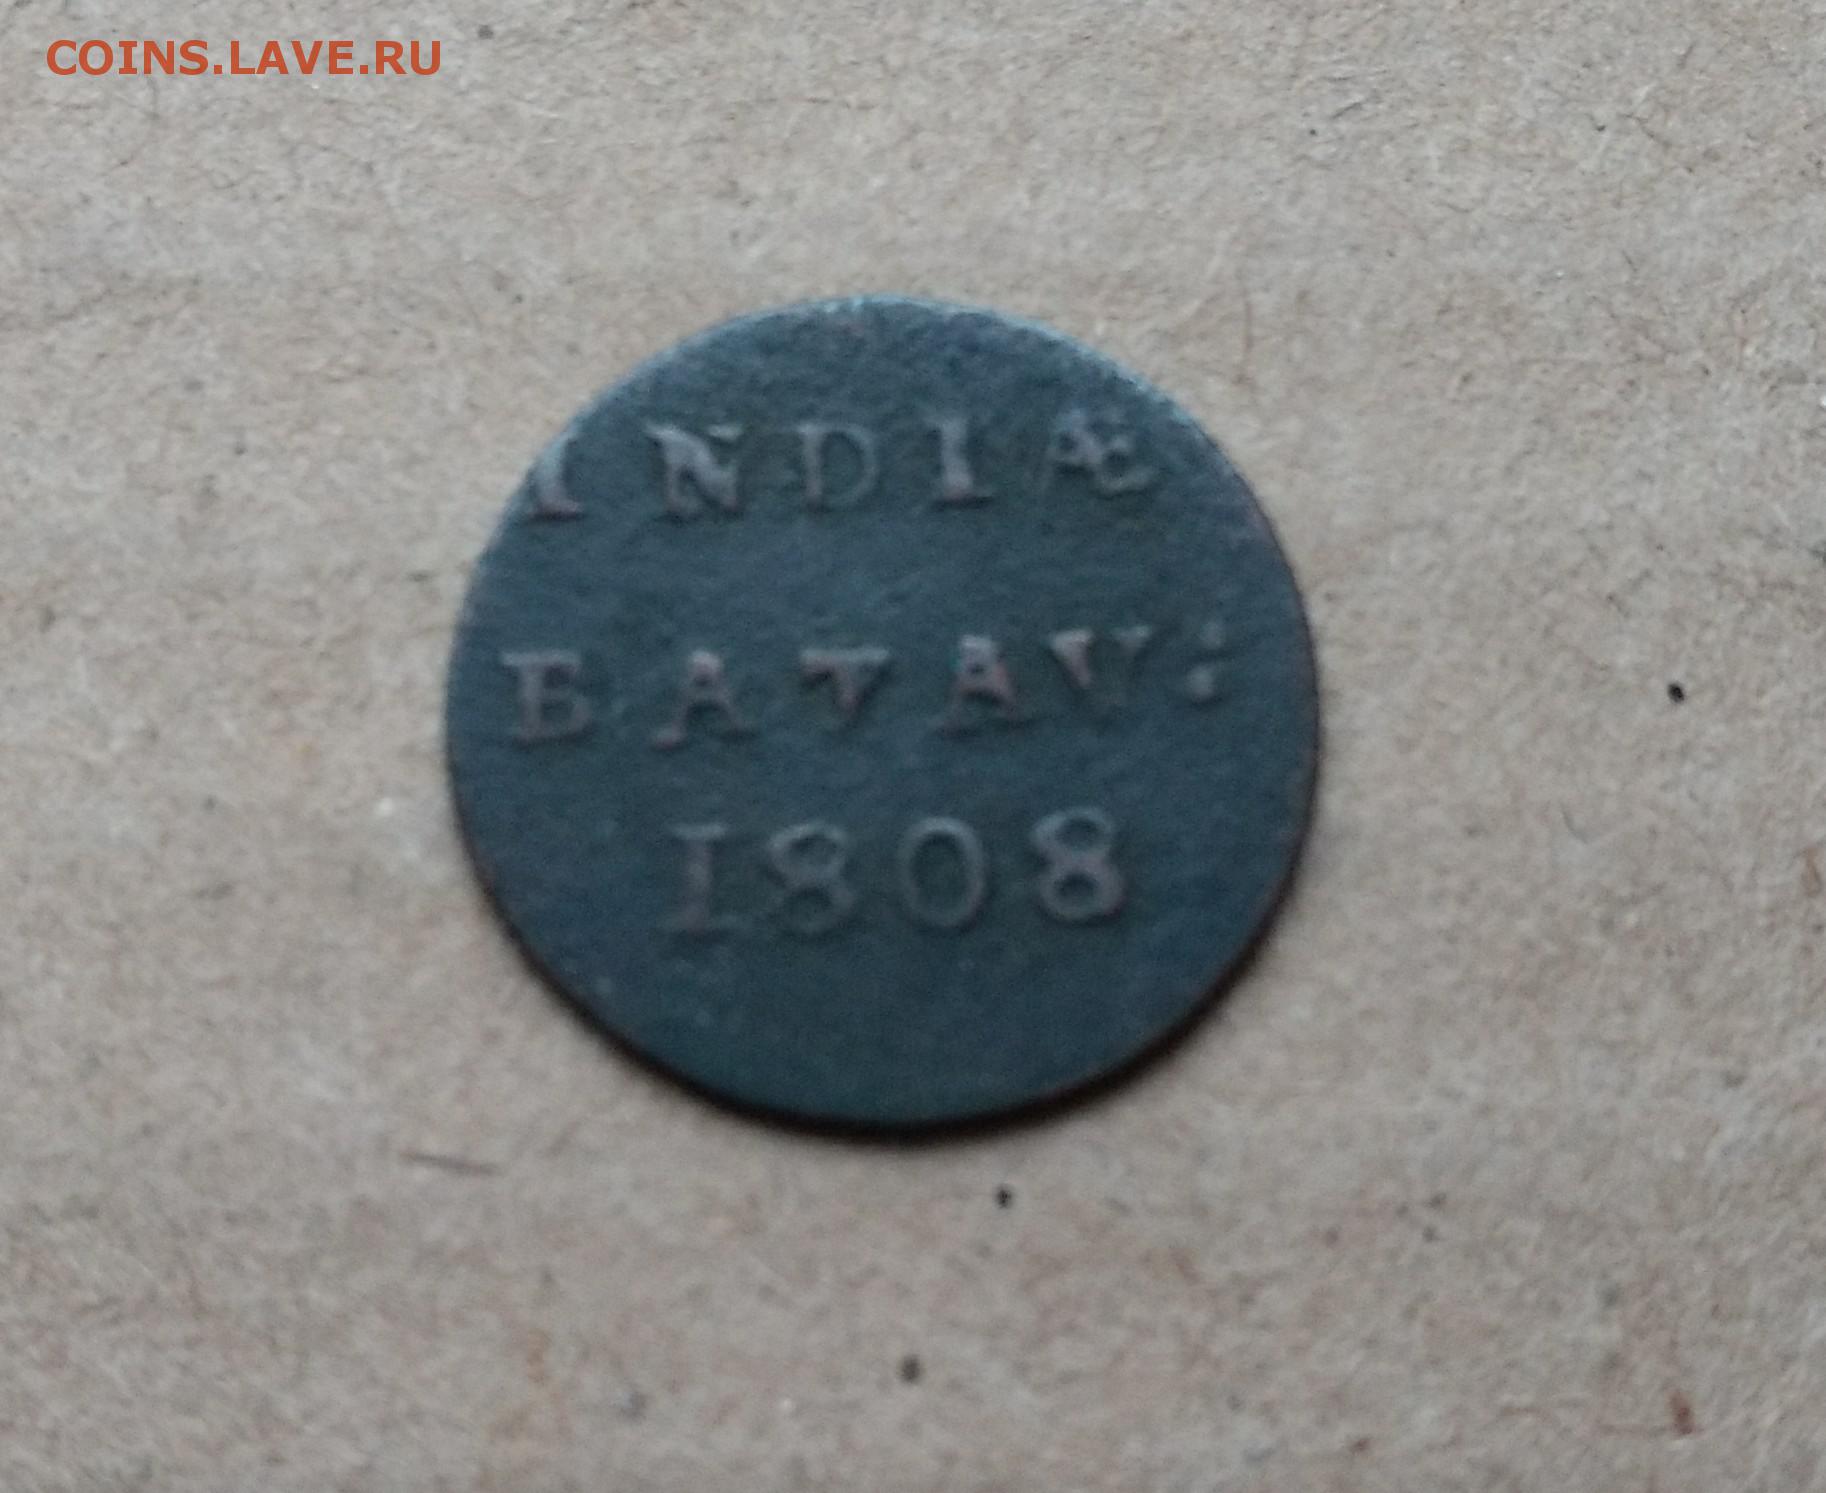 COINS.LAVE.RU
INDIÆ
BATAV:
1808